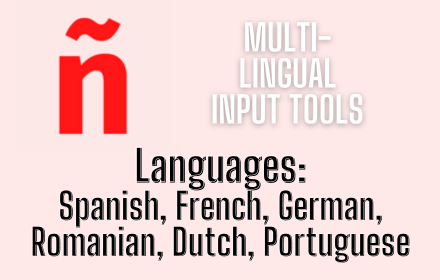 ñ
MULTI-
LINGUAL
INPUT TOOLS
Languages:
Spanish, French, German,
Romanian, Dutch, Portuguese